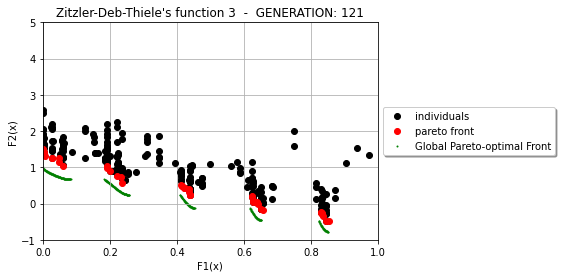 Zitzler-Deb-Thiele's function 3 - GENERATION: 121
5
4
3
2
1
0
−1
F2(x)
0.0 0.2 0.4 0.6 0.8 1.0
F1(x)
individuals
pareto front
Global Pareto-optimal Front